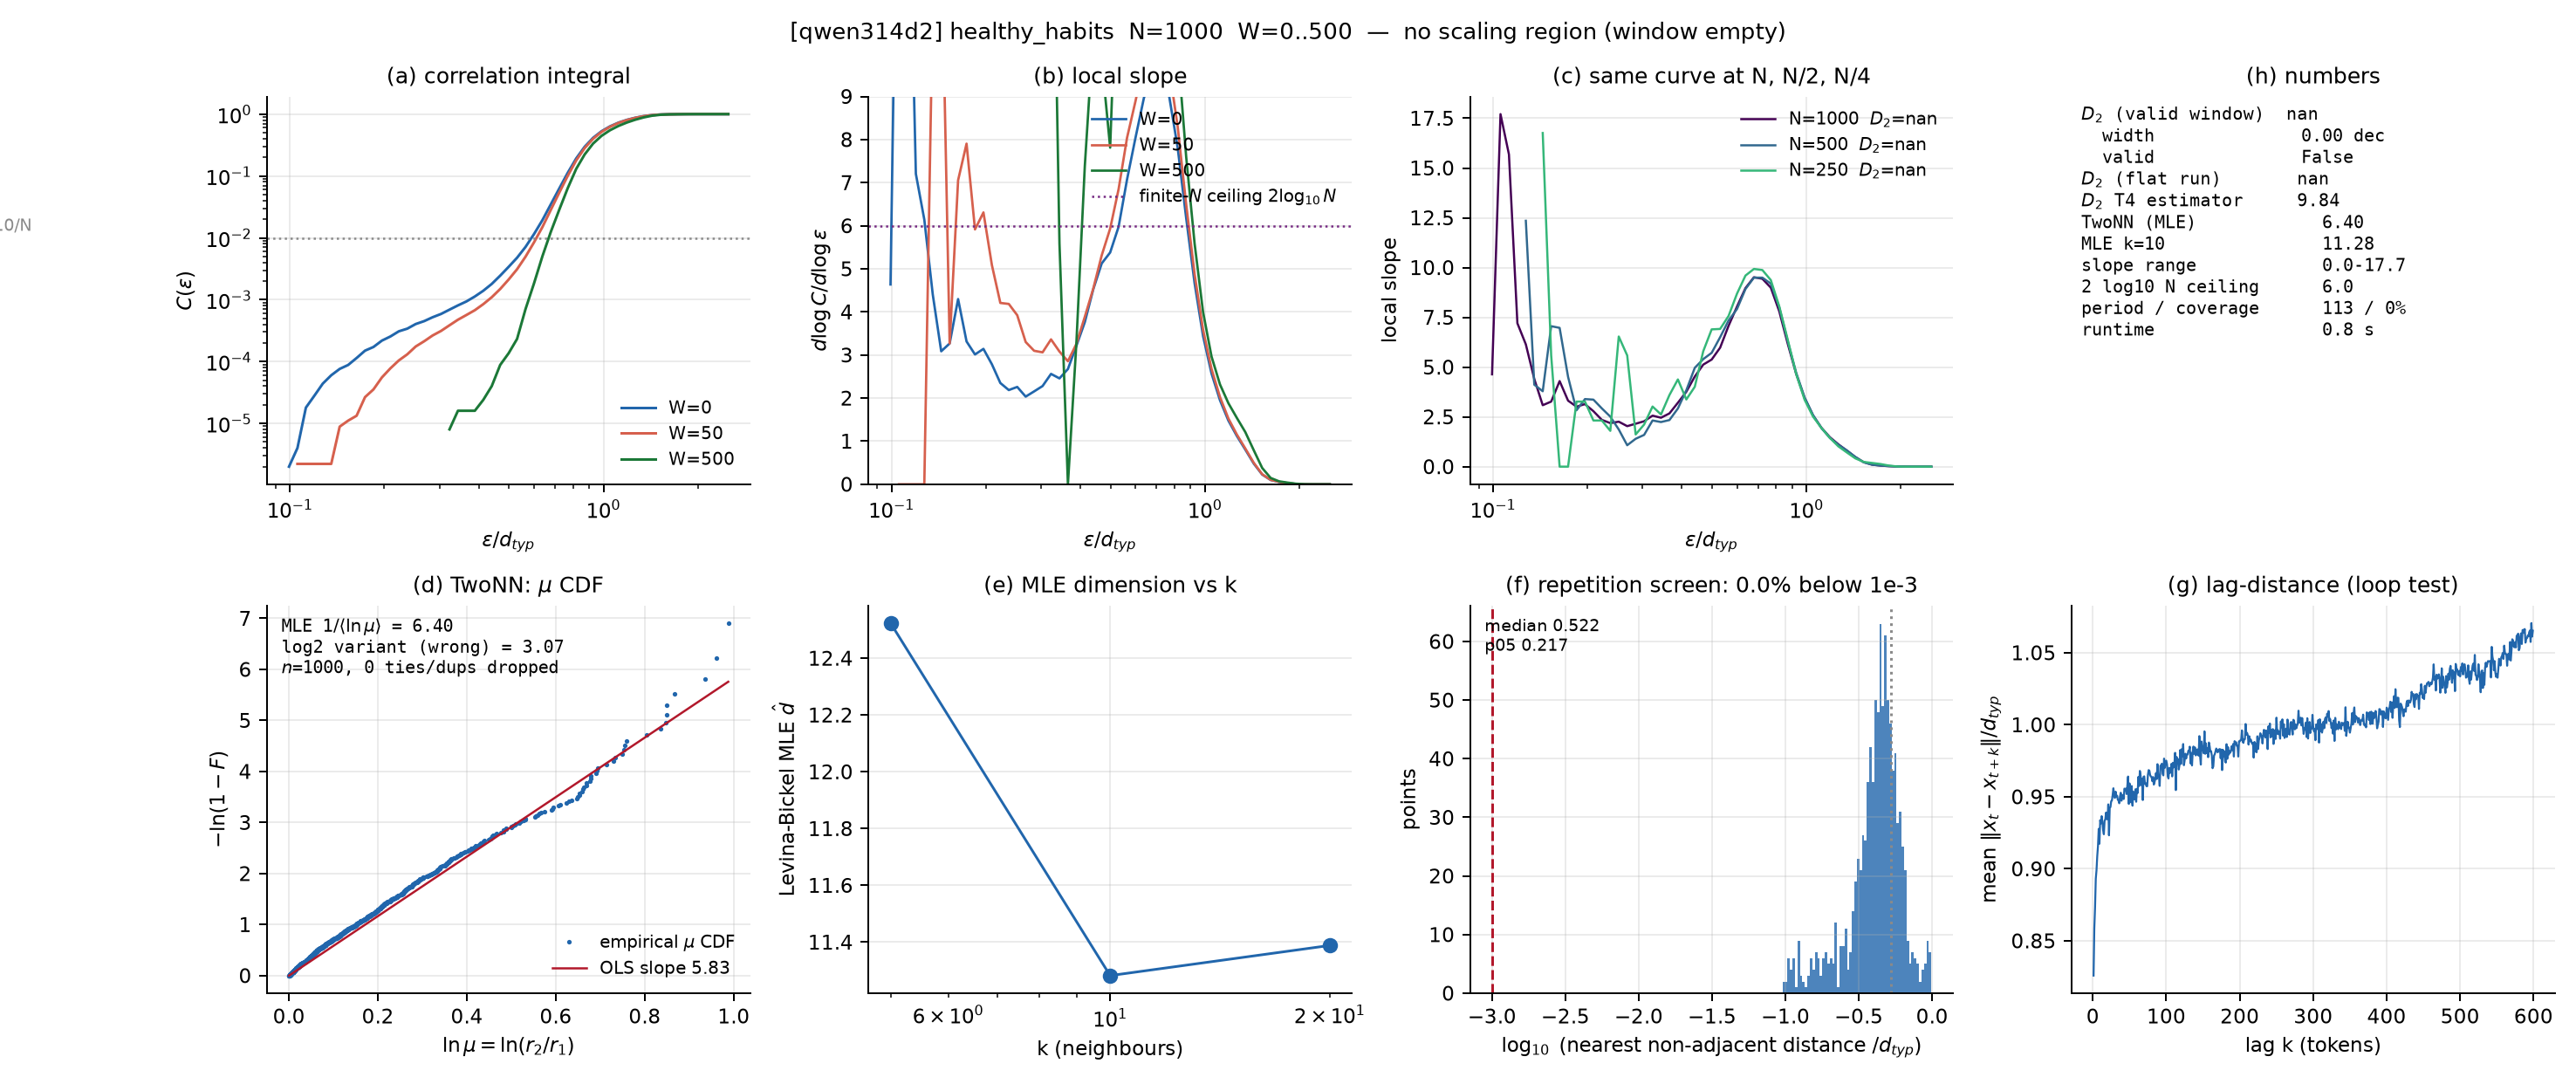 [qwen314d2] healthy_habits N=1000 W=0..500 — no scaling region (window empty)
(a) correlation integral
10⁰
10⁻¹
10⁻²
10⁻³
10⁻⁴
10⁻⁵
C(ε)
10⁻¹
10⁰
ε/d_typ
W=0
W=50
W=500
10/N
(b) local slope
9
8
7
6
5
4
3
2
1
0
d log C/d log ε
10⁻¹
10⁰
ε/d_typ
W=0
W=50
W=500
finite-N ceiling 2log₁₀ N
(c) same curve at N, N/2, N/4
17.5
15.0
12.5
10.0
7.5
5.0
2.5
0.0
local slope
10⁻¹
10⁰
ε/d_typ
N=1000 D₂=nan
N=500 D₂=nan
N=250 D₂=nan
(h) numbers
D₂ (valid window) nan
width 0.00 dec
valid False
D₂ (flat run) nan
D₂ T4 estimator 9.84
TwoNN (MLE) 6.40
MLE k=10 11.28
slope range 0.0-17.7
2 log10 N ceiling 6.0
period / coverage 113 / 0%
runtime 0.8 s
(d) TwoNN: μ CDF
MLE 1/⟨ln μ⟩ = 6.40
log2 variant (wrong) = 3.07
n=1000, 0 ties/dups dropped
7
6
5
4
3
2
1
0
−ln(1 − F)
0.0 0.2 0.4 0.6 0.8 1.0
ln μ = ln(r₂/r₁)
empirical μ CDF
OLS slope 5.83
(e) MLE dimension vs k
12.4
12.2
12.0
11.8
11.6
11.4
Levina-Bickel MLE d̂
6 × 10⁰ 10¹ 2 × 10¹
k (neighbours)
(f) repetition screen: 0.0% below 1e-3
median 0.522
p05 0.217
60
50
40
30
20
10
0
points
−3.0 −2.5 −2.0 −1.5 −1.0 −0.5 0.0
log₁₀ (nearest non-adjacent distance /d_typ)
(g) lag-distance (loop test)
1.05
1.00
0.95
0.90
0.85
mean ‖x_t − x_{t+k}‖/d_typ
0 100 200 300 400 500 600
lag k (tokens)